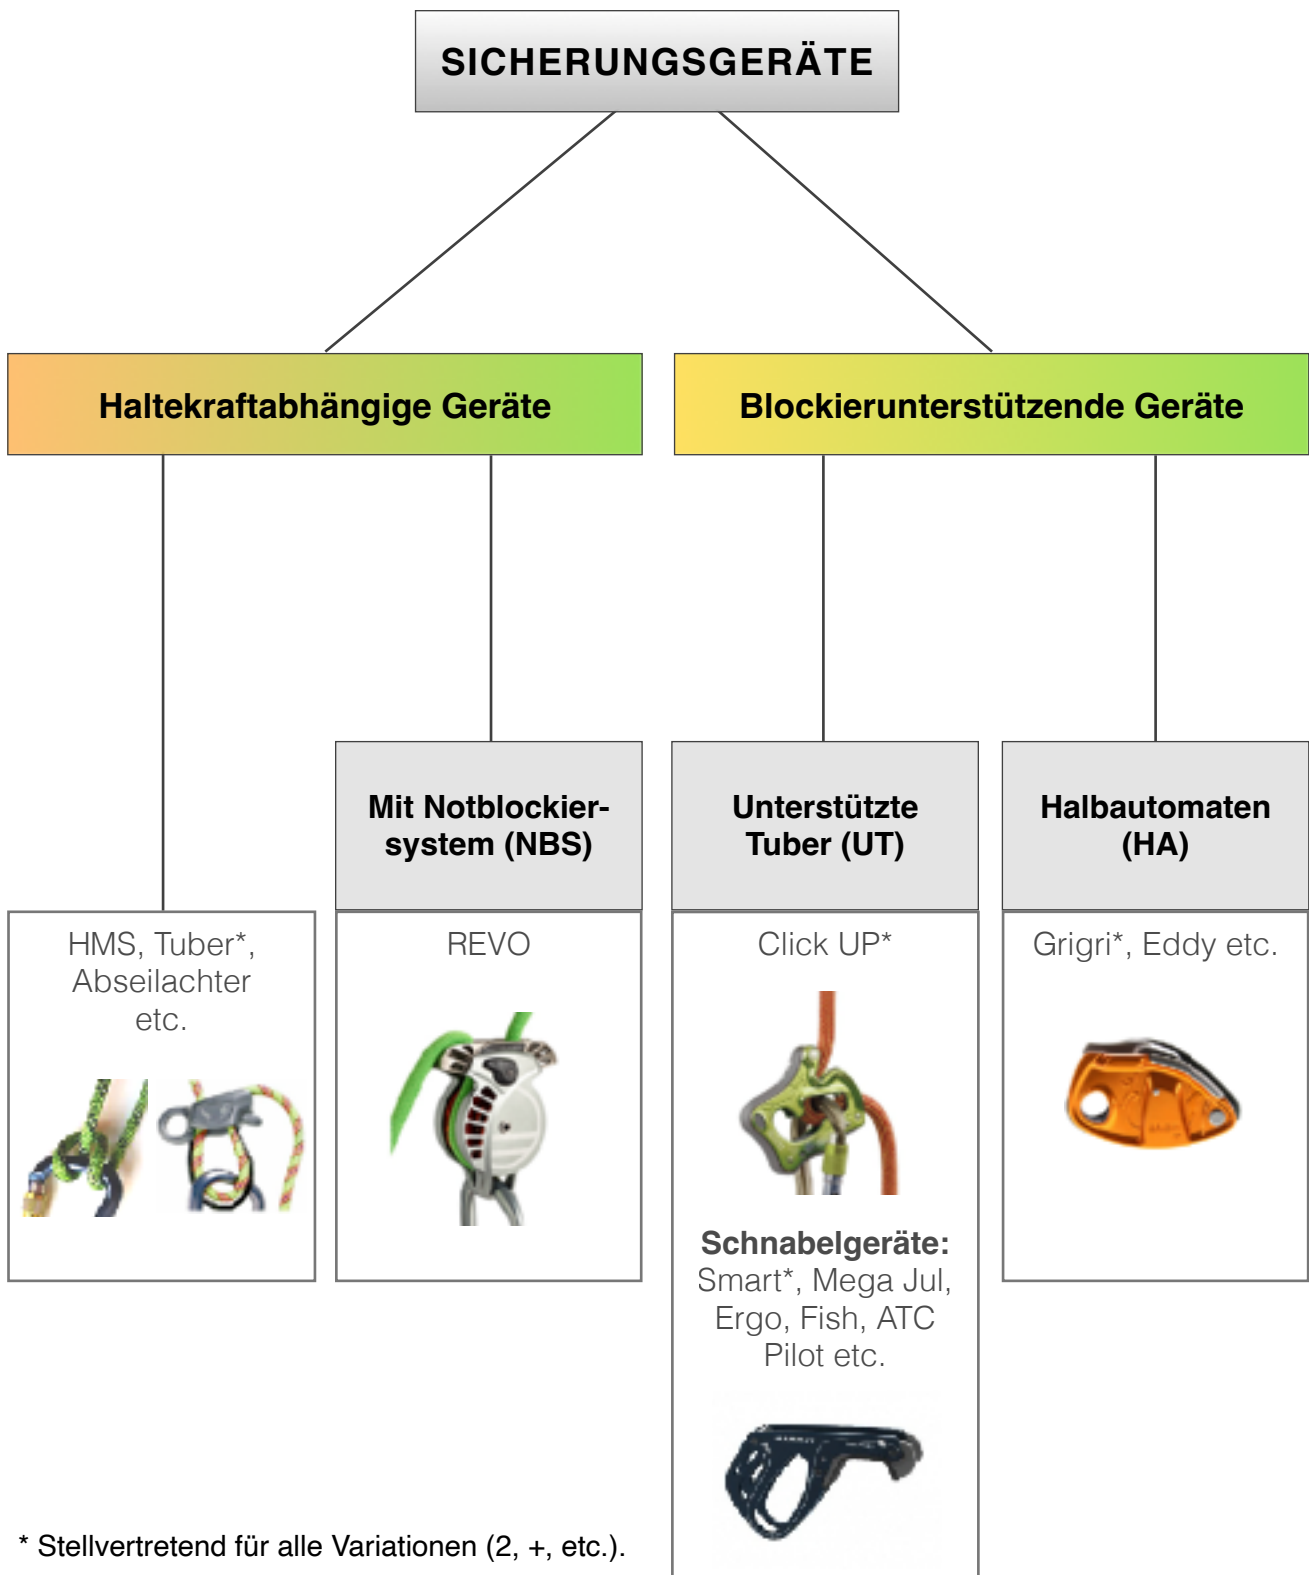 SICHERUNGSGERÄTE
Haltekraftabhängige Geräte
Blockierunterstützende Geräte
Mit Notblockier-
system (NBS)
Unterstützte
Tuber (UT)
Halbautomaten
(HA)
HMS, Tuber*,
Abseilachter
etc.
REVO
Click UP*
Schnabelgeräte:
Smart*, Mega Jul,
Ergo, Fish, ATC
Pilot etc.
Grigri*, Eddy etc.
* Stellvertretend für alle Variationen (2, +, etc.).